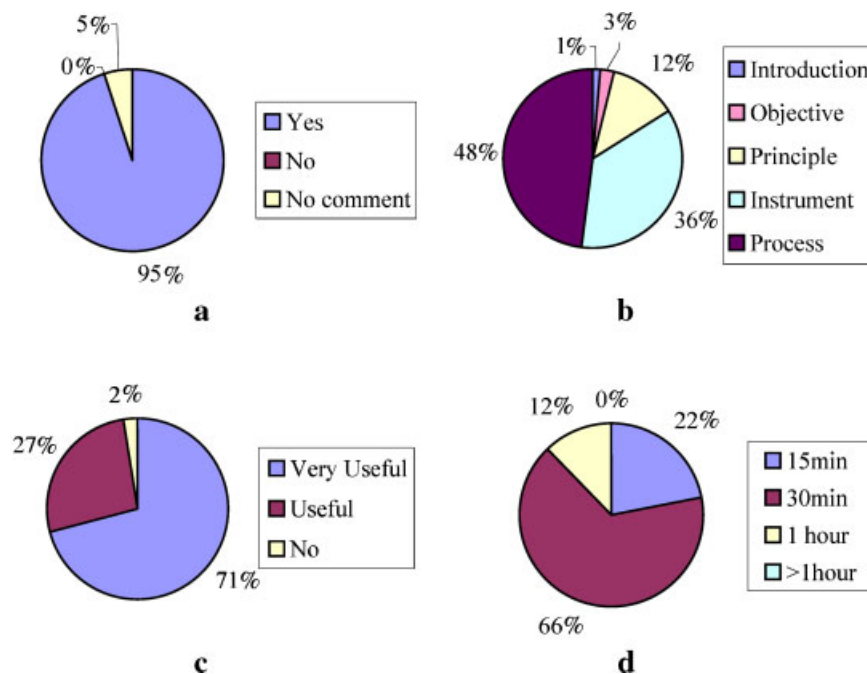 5%
0%
Yes
No
No comment
95%
a
3%
1%
12%
Introduction
Objective
Principle
Instrument
Process
48%
36%
b
2%
27%
Very Useful
Useful
No
71%
c
12%
0%
22%
15min
30min
1 hour
>1hour
66%
d